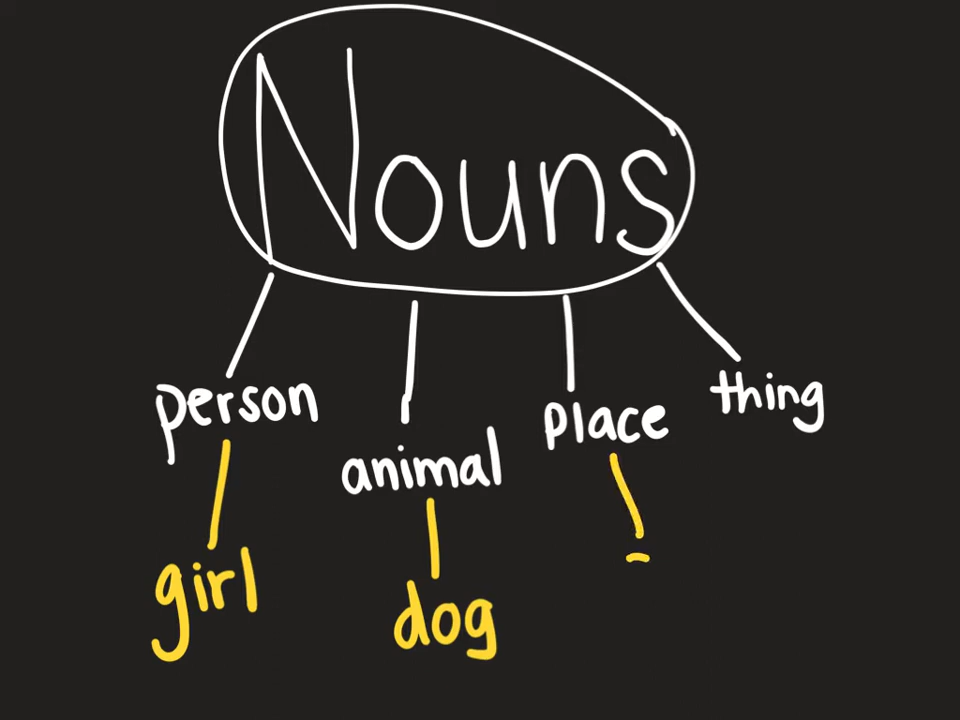 Nouns
person
animal
place
thing
girl
dog